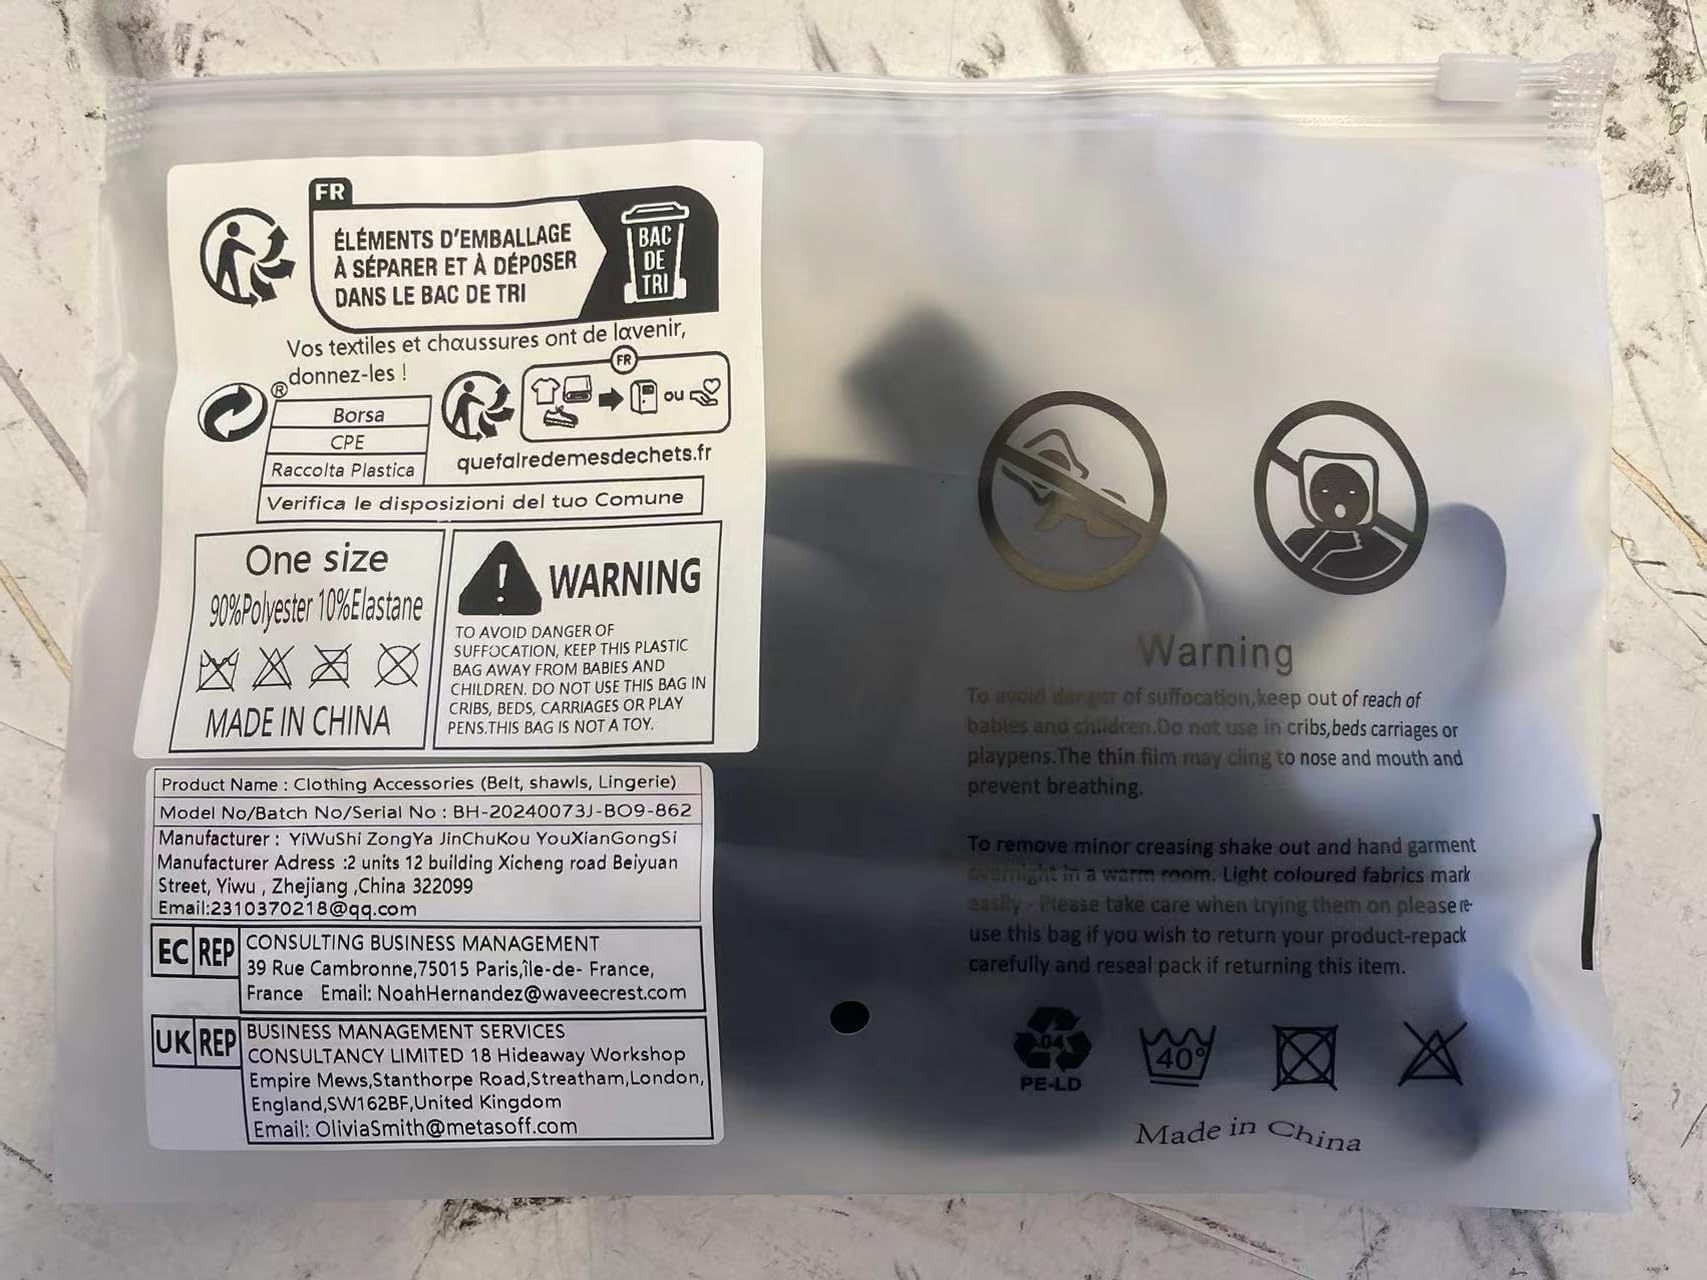 FR
ÉLÉMENTS D'EMBALLAGE
À SÉPARER ET À DÉPOSER
DANS LE BAC DE TRI
BAC
DE
TRI
Vos textiles et chaussures ont de lavenir,
donnez-les !
®
Borsa
CPE
Raccolta Plastica
FR
ou
quefalredemesdechets.fr
Verifica le disposizioni del tuo Comune
One size
90%Polyester 10%Elastane
MADE IN CHINA
! WARNING
TO AVOID DANGER OF
SUFFOCATION, KEEP THIS PLASTIC
BAG AWAY FROM BABIES AND
CHILDREN. DO NOT USE THIS BAG IN
CRIBS, BEDS, CARRIAGES OR PLAY
PENS.THIS BAG IS NOT A TOY.
Product Name : Clothing Accessories (Belt, shawls, Lingerie)
Model No/Batch No/Serial No : BH-20240073J-BO9-862
Manufacturer : YiWuShi ZongYa JinChuKou YouXianGongSi
Manufacturer Adress :2 units 12 building Xicheng road Beiyuan
Street, Yiwu , Zhejiang ,China 322099
Email:2310370218@qq.com
EC REP
CONSULTING BUSINESS MANAGEMENT
39 Rue Cambronne,75015 Paris,île-de- France,
France Email: NoahHernandez@waveecrest.com
UK REP
BUSINESS MANAGEMENT SERVICES
CONSULTANCY LIMITED 18 Hideaway Workshop
Empire Mews,Stanthorpe Road,Streatham,London,
England,SW162BF,United Kingdom
Email: OliviaSmith@metasoff.com
Warning
To avoid danger of suffocation,keep out of reach of
babies and children.Do not use in cribs,beds carriages or
playpens.The thin film may cling to nose and mouth and
prevent breathing.
To remove minor creasing shake out and hand garment
overnight in a warm room. Light coloured fabrics mark
easily - Please take care when trying them on please re-
use this bag if you wish to return your product-repack
carefully and reseal pack if returning this item.
04
PE-LD
40°
Made in China